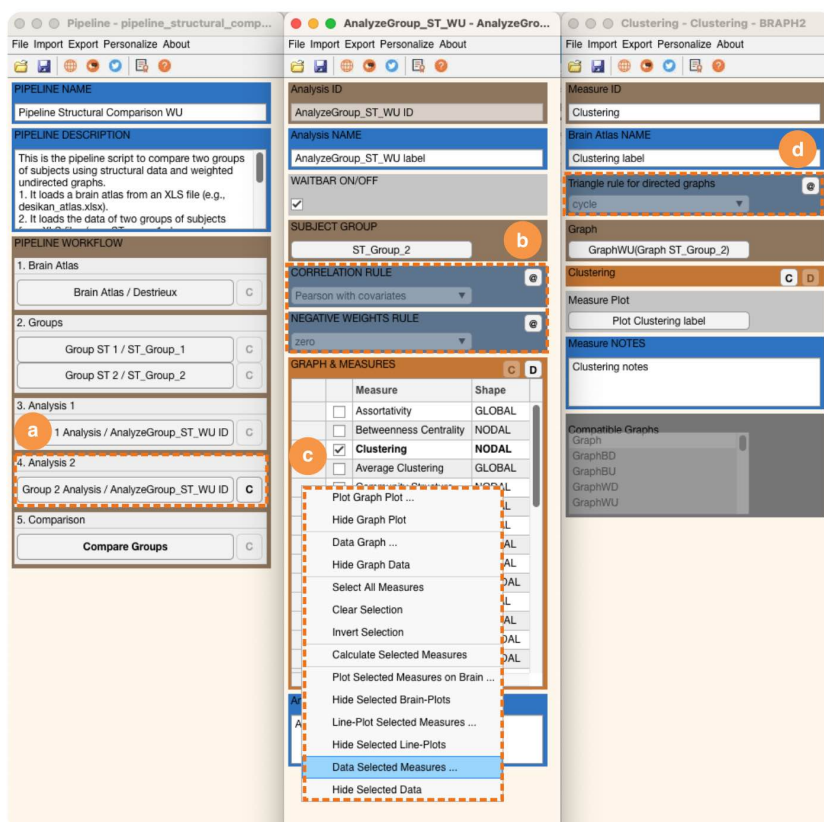 Pipeline - pipeline_structural_comp...
File Import Export Personalize About
PIPELINE NAME
Pipeline Structural Comparison WU
PIPELINE DESCRIPTION
This is the pipeline script to compare two groups
of subjects using structural data and weighted
undirected graphs.
1. It loads a brain atlas from an XLS file (e.g.,
desikan_atlas.xlsx).
2. It loads the data of two groups of subjects
PIPELINE WORKFLOW
1. Brain Atlas
Brain Atlas / Destrieux C
2. Groups
Group ST 1 / ST_Group_1 C
Group ST 2 / ST_Group_2 C
3. Analysis 1
a 1 Analysis / AnalyzeGroup_ST_WU ID C
4. Analysis 2
Group 2 Analysis / AnalyzeGroup_ST_WU ID C
5. Comparison
Compare Groups C
AnalyzeGroup_ST_WU - AnalyzeGro...
File Import Export Personalize About
Analysis ID
AnalyzeGroup_ST_WU ID
Analysis NAME
AnalyzeGroup_ST_WU label
WAITBAR ON/OFF
SUBJECT GROUP
ST_Group_2
b
CORRELATION RULE @
Pearson with covariates
NEGATIVE WEIGHTS RULE @
zero
GRAPH & MEASURES C D
Measure Shape
Assortativity GLOBAL
Betweenness Centrality NODAL
c Clustering NODAL
Average Clustering GLOBAL
Plot Graph Plot ...
Hide Graph Plot
Data Graph ...
Hide Graph Data
Select All Measures
Clear Selection
Invert Selection
Calculate Selected Measures
Plot Selected Measures on Brain ...
Hide Selected Brain-Plots
Line-Plot Selected Measures ...
Hide Selected Line-Plots
Data Selected Measures ...
Hide Selected Data
Clustering - Clustering - BRAPH2
File Import Export Personalize About
Measure ID
Clustering
Brain Atlas NAME
d
Clustering label
Triangle rule for directed graphs @
cycle
Graph
GraphWU(Graph ST_Group_2)
Clustering C D
Measure Plot
Plot Clustering label
Measure NOTES
Clustering notes
Compatible Graphs
Graph
GraphBD
GraphBU
GraphWD
GraphWU